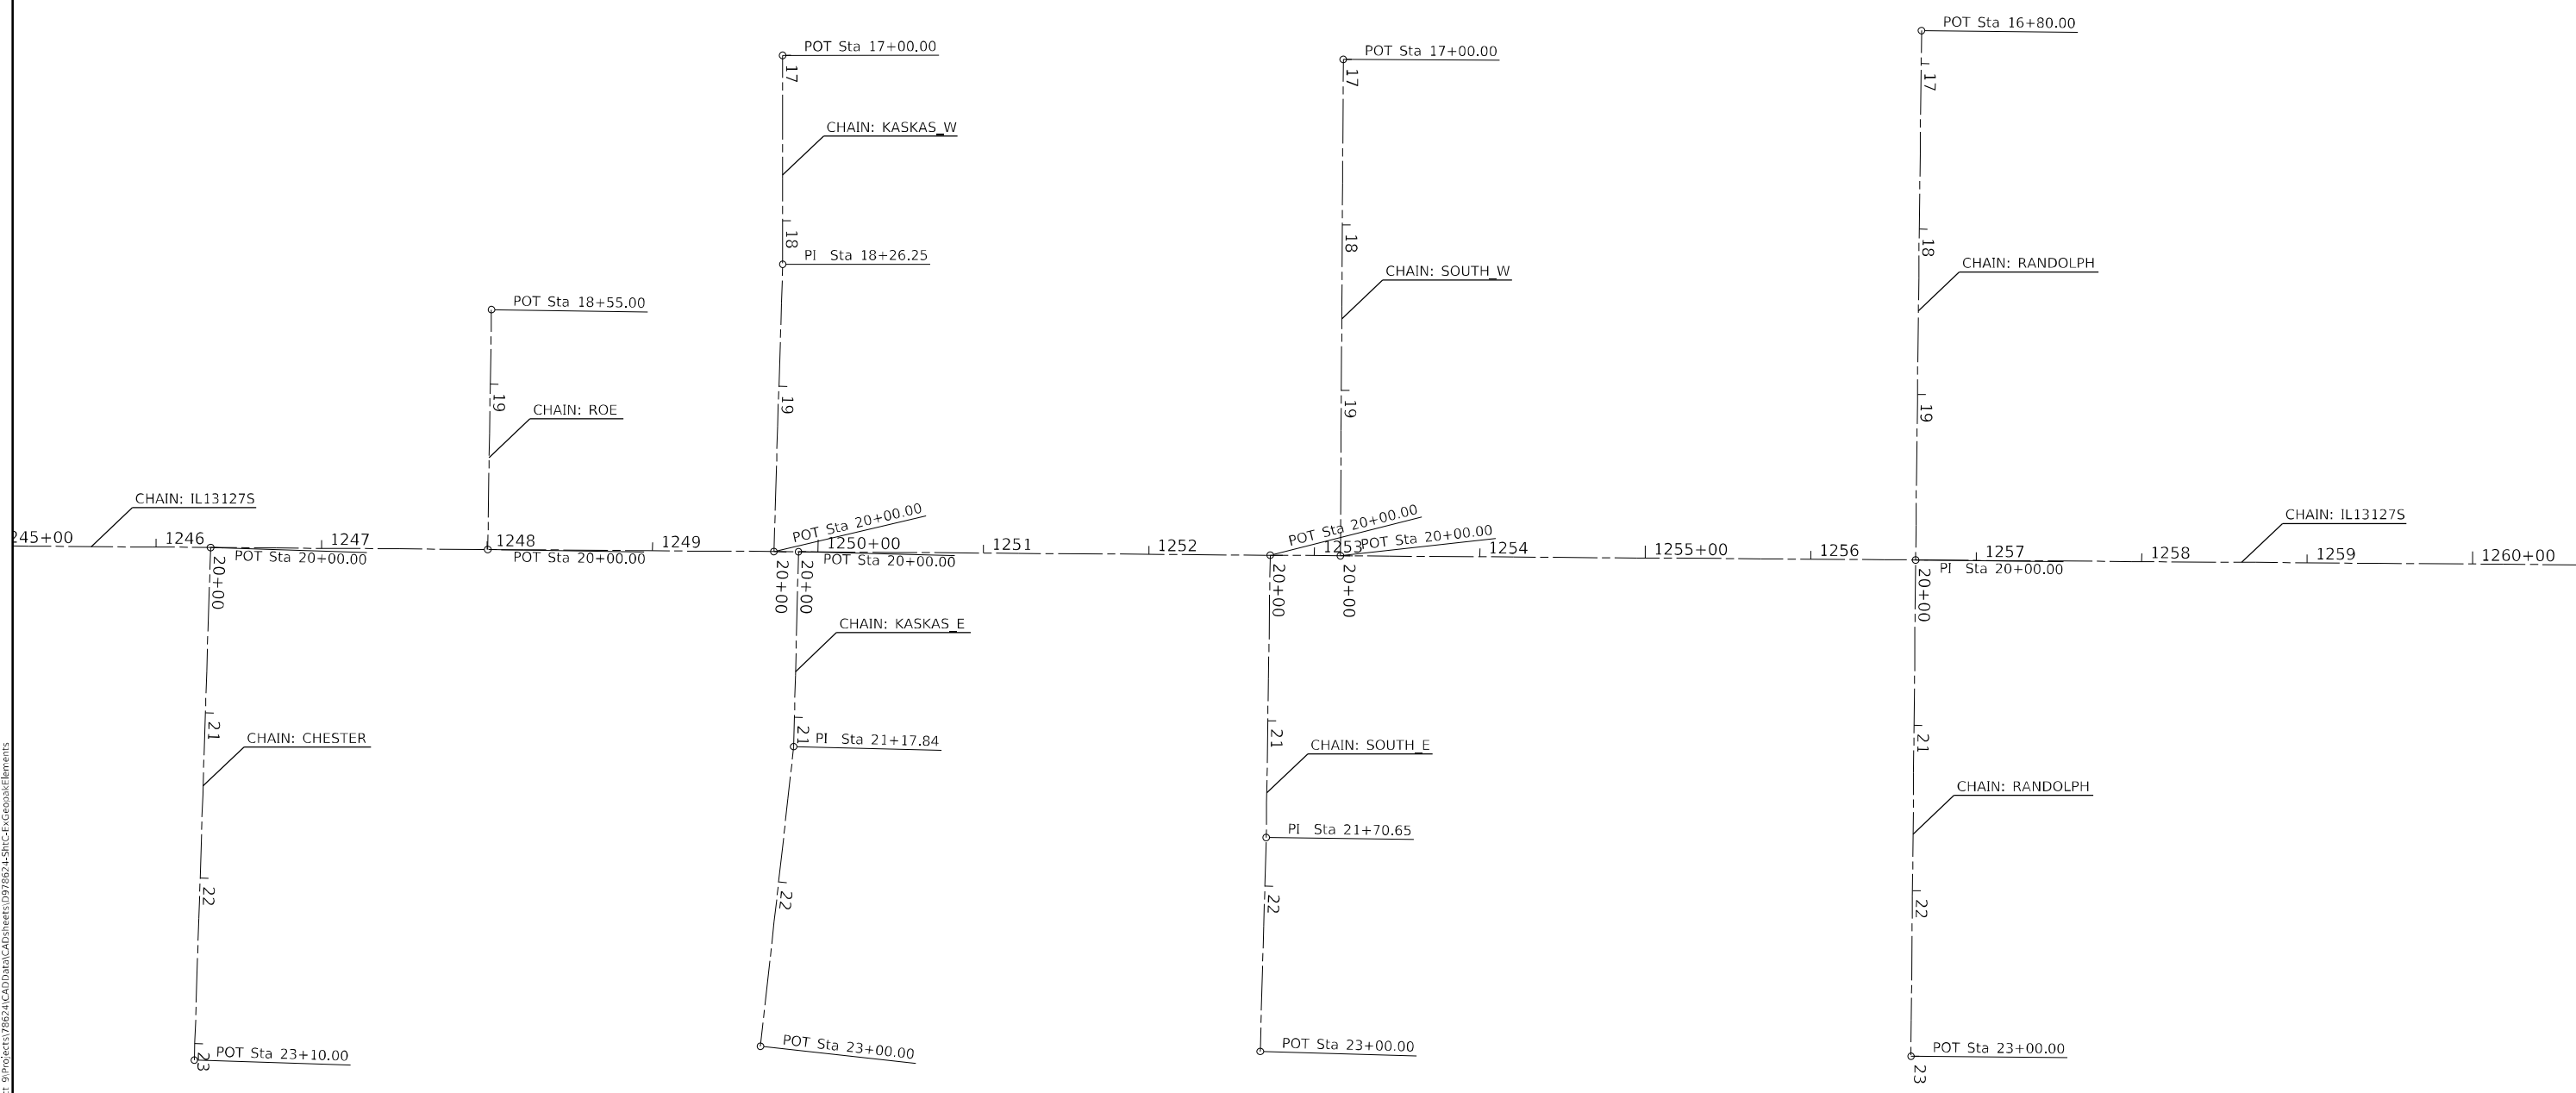 POT Sta 16+80.00
POT Sta 17+00.00
POT Sta 17+00.00
17
17
17
CHAIN: KASKAS_W
18
18
18
PI Sta 18+26.25
CHAIN: SOUTH_W
CHAIN: RANDOLPH
POT Sta 18+55.00
19
19
19
19
CHAIN: ROE
CHAIN: IL13127S
CHAIN: IL13127S
POT Sta 20+00.00
POT Sta 20+00.00
POT Sta 20+00.00
245+00
1246
1247
1248
1249
1250+00
1251
1252
1253
1254
1255+00
1256
1257
1258
1259
1260+00
POT Sta 20+00.00
POT Sta 20+00.00
POT Sta 20+00.00
PI Sta 20+00.00
20+00
20+00
20+00
20+00
20+00
20+00
CHAIN: KASKAS_E
21
21
21
21
PI Sta 21+17.84
CHAIN: CHESTER
CHAIN: SOUTH_E
CHAIN: RANDOLPH
PI Sta 21+70.65
22
22
22
22
POT Sta 23+10.00
POT Sta 23+00.00
POT Sta 23+00.00
POT Sta 23+00.00
23
23
9\Projects\78624\CADData\CADsheets\D978624-ShtC-ExGeopakElements